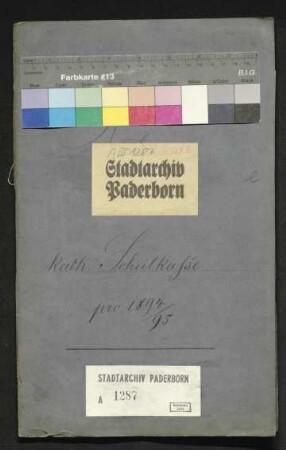 Farbkarte #13
B.I.G.
Stadtarchiv
Paderborn
kath. Schulkasse
pro 1894/95
STADTARCHIV PADERBORN
A 1287